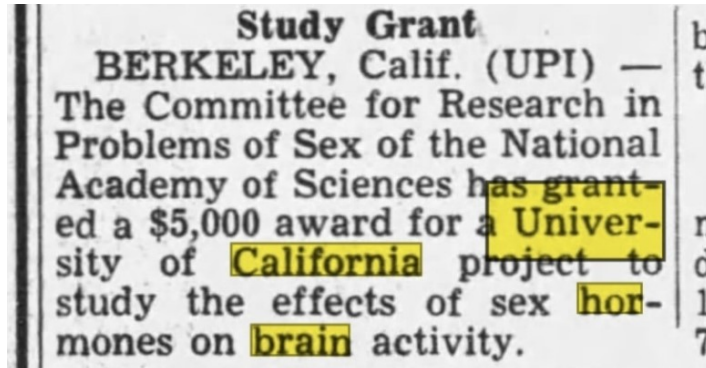 Study Grant
BERKELEY, Calif. (UPI) —
The Committee for Research in
Problems of Sex of the National
Academy of Sciences has grant-
ed a $5,000 award for a Univer-
sity of California project to
study the effects of sex hor-
mones on brain activity.